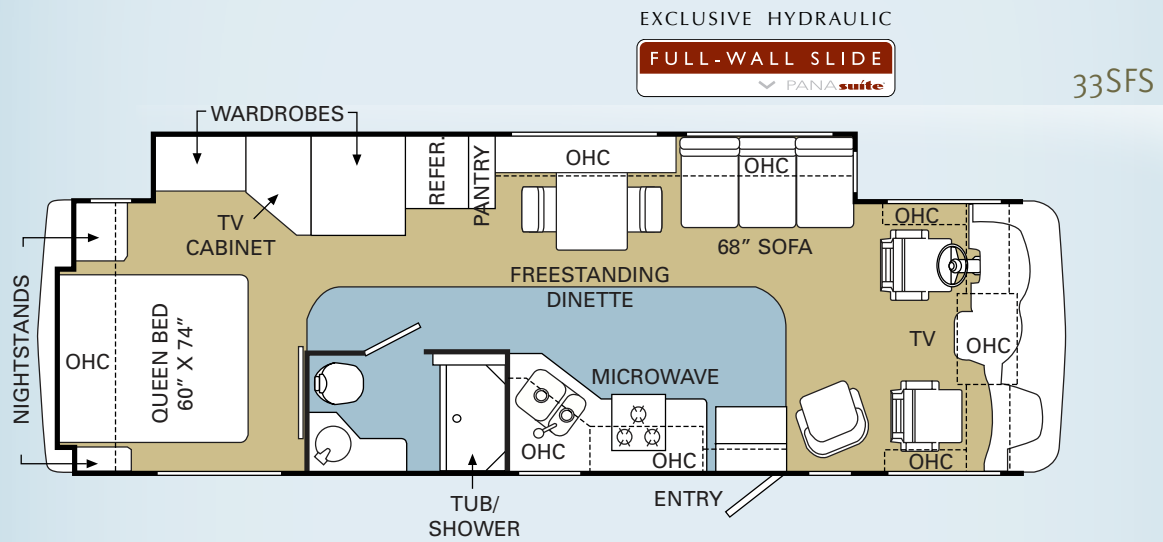 EXCLUSIVE HYDRAULIC
FULL-WALL SLIDE
PANAsuite
33SFS
WARDROBES
REFER.
PANTRY
OHC
OHC
TV
CABINET
68" SOFA
OHC
FREESTANDING
DINETTE
NIGHTSTANDS
OHC
QUEEN BED
60" X 74"
TV
OHC
MICROWAVE
OHC
OHC
OHC
ENTRY
TUB/
SHOWER